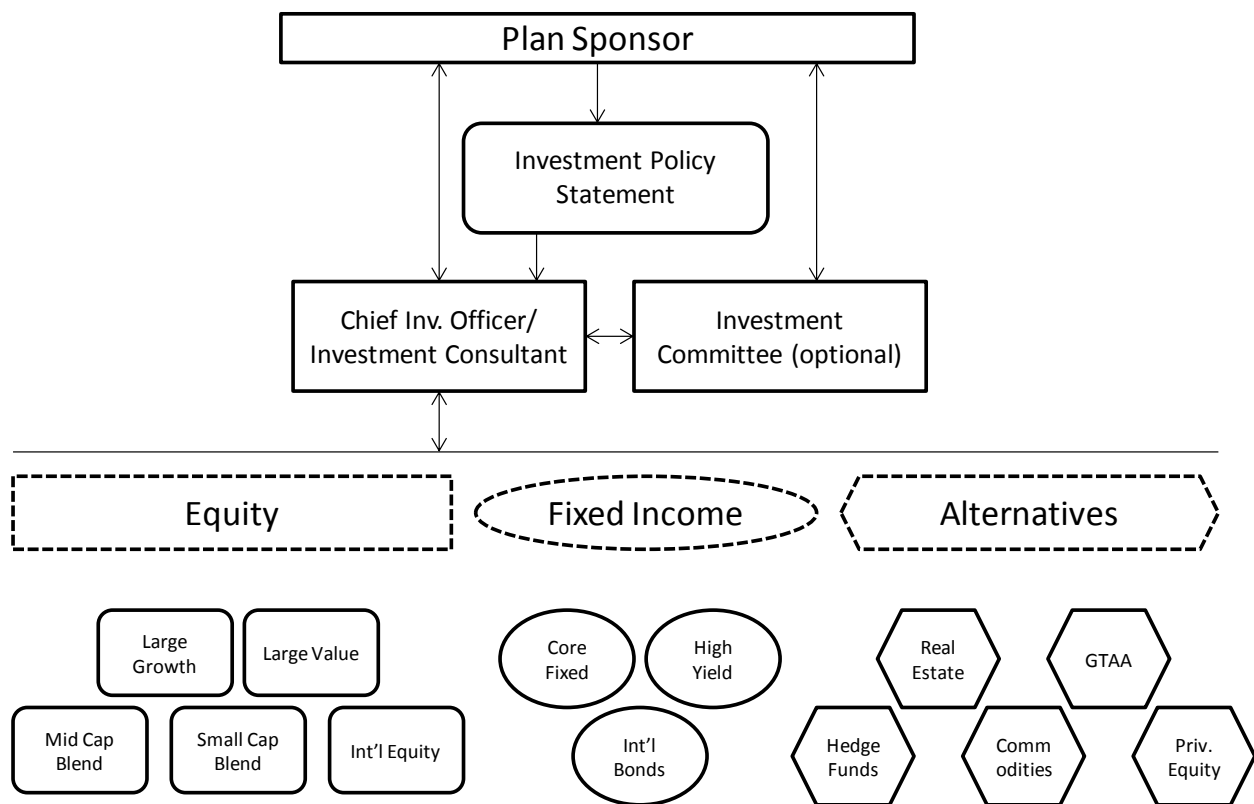 Plan Sponsor
Investment Policy
Statement
Chief Inv. Officer/
Investment Consultant
Investment
Committee (optional)
Equity
Fixed Income
Alternatives
Large
Growth
Large Value
Mid Cap
Blend
Small Cap
Blend
Int'l Equity
Core
Fixed
High
Yield
Int'l
Bonds
Real
Estate
GTAA
Hedge
Funds
Comm
odities
Priv.
Equity